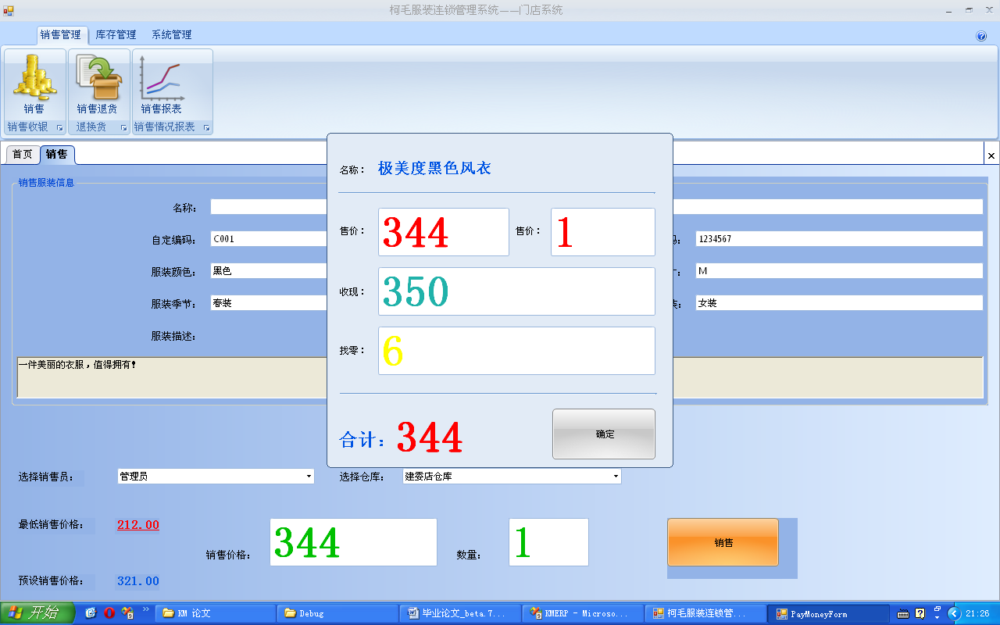 柯毛服装连锁管理系统——门店系统
销售管理 库存管理 系统管理
销售 销售退货 销售报表
销售收银 退换货 销售情况报表
首页 销售
销售服装信息
名称：
自定编码： C001 1234567
服装颜色： 黑色 M
服装季节： 春装 女装
服装描述：
一件美丽的衣服，值得拥有！
名称： 极美度黑色风衣
售价： 344 售价： 1
收现： 350
找零： 6
合计： 344 确定
选择销售员： 管理员 选择仓库： 建委店仓库
最低销售价格： 212.00
销售价格： 344 数量： 1 销售
预设销售价格： 321.00
开始 KM 论文 Debug 毕业论文_beta.7... KMERP - Microso... 柯毛服装连锁管... PayMoneyForm 21:26